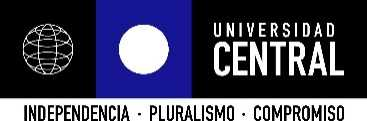 UNIVERSIDAD
CENTRAL
INDEPENDENCIA · PLURALISMO · COMPROMISO